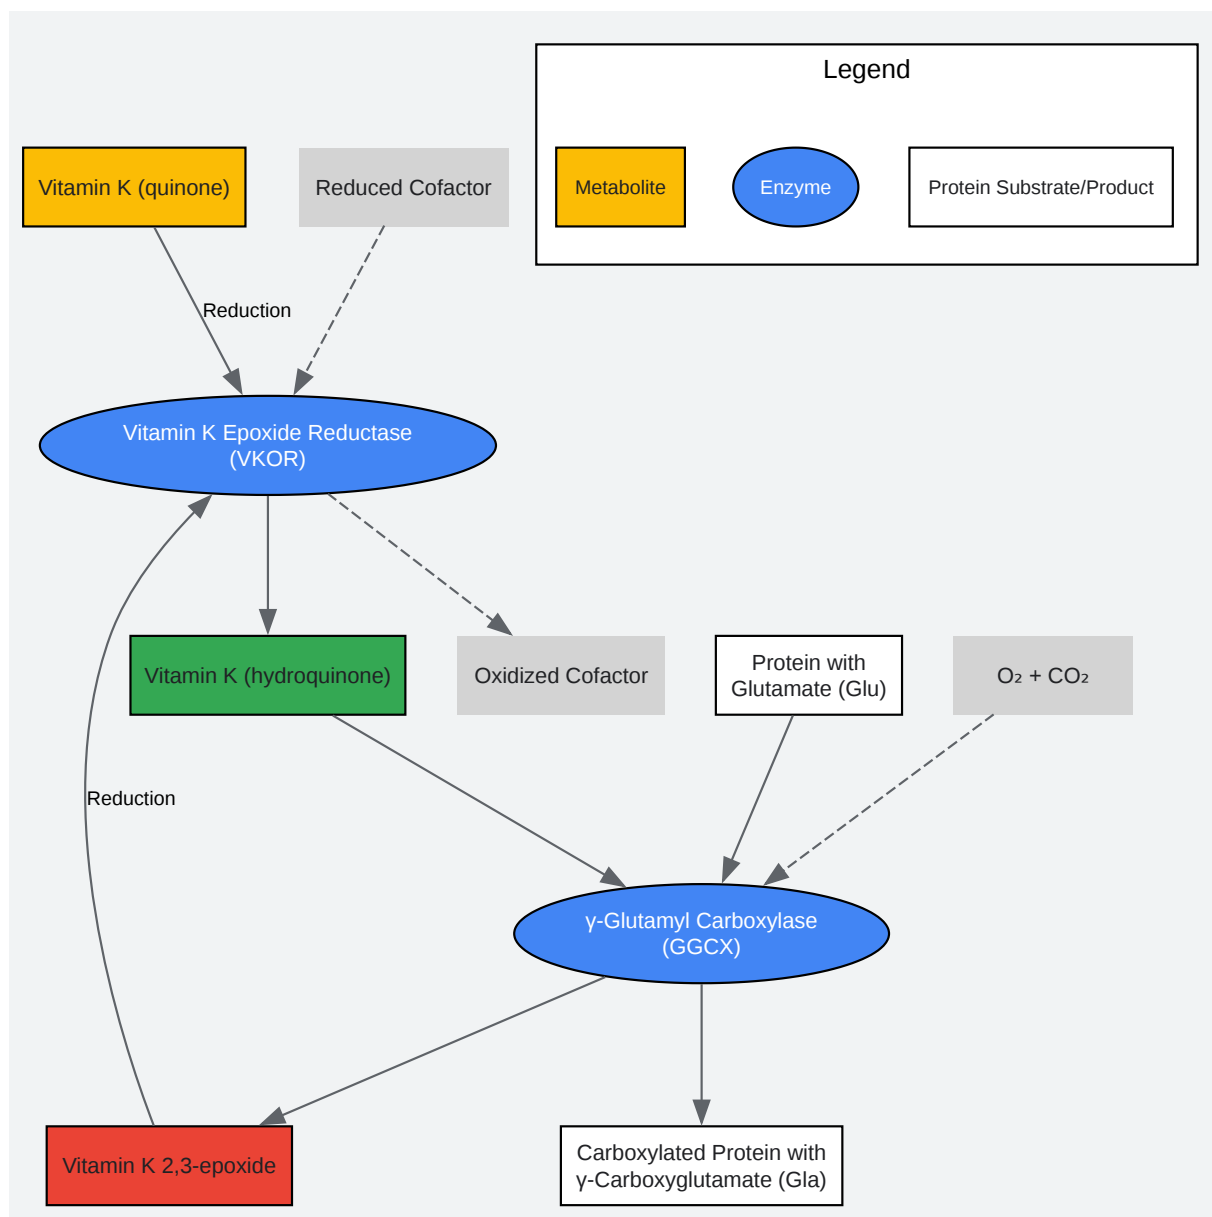 Legend
Vitamin K (quinone)
Reduced Cofactor
Metabolite
Enzyme
Protein Substrate/Product
Reduction
Vitamin K Epoxide Reductase
(VKOR)
Vitamin K (hydroquinone)
Oxidized Cofactor
Protein with
Glutamate (Glu)
O₂ + CO₂
Reduction
γ-Glutamyl Carboxylase
(GGCX)
Vitamin K 2,3-epoxide
Carboxylated Protein with
γ-Carboxyglutamate (Gla)